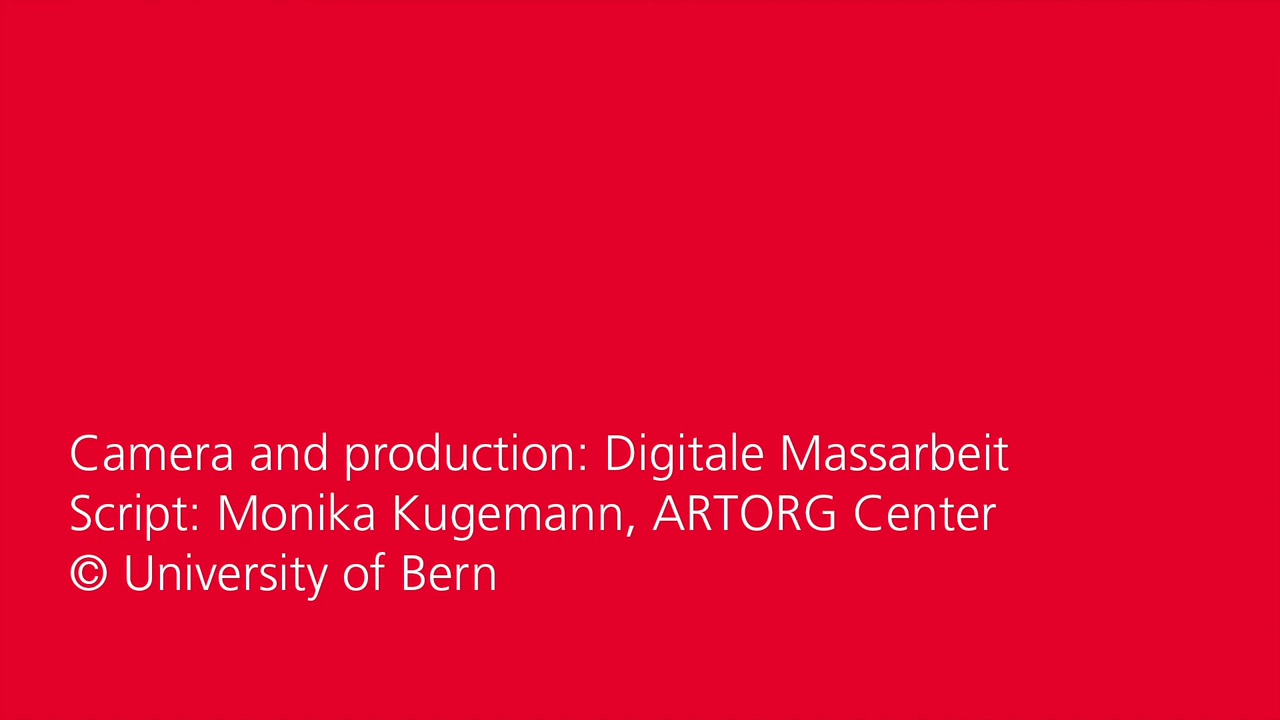 Camera and production: Digitale Massarbeit
Script: Monika Kugemann, ARTORG Center
© University of Bern